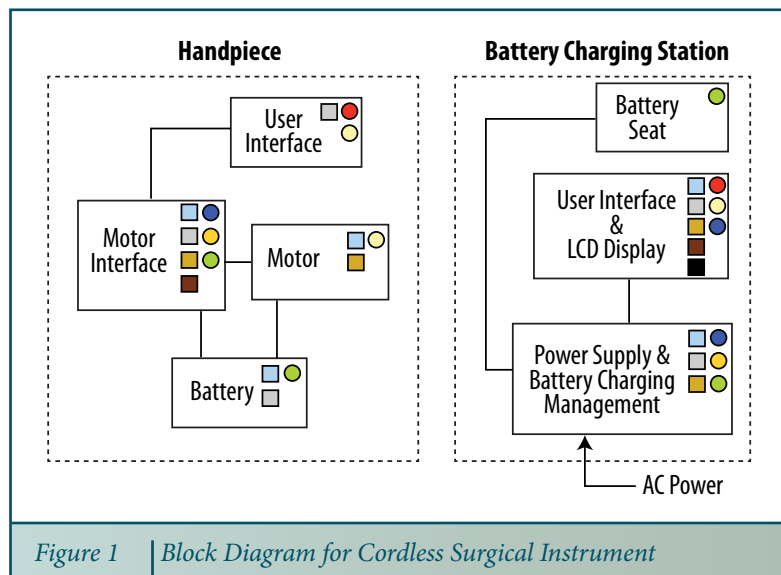 Handpiece
User
Interface
Motor
Interface
Motor
Battery
Battery Charging Station
Battery
Seat
User Interface
&
LCD Display
Power Supply &
Battery Charging
Management
AC Power
Figure 1
Block Diagram for Cordless Surgical Instrument